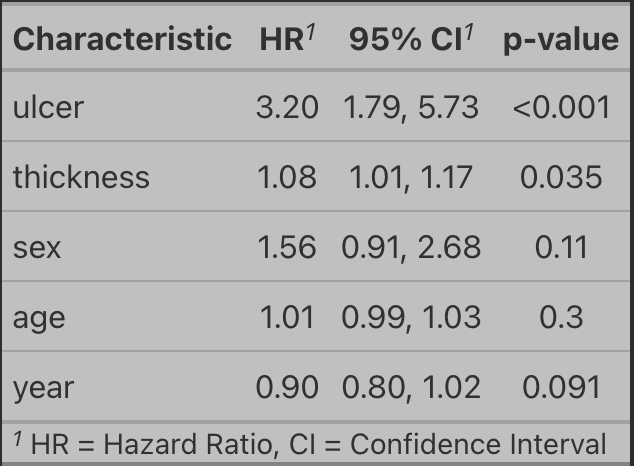 Characteristic HR1 95% CI1 p-value
ulcer 3.20 1.79, 5.73 <0.001
thickness 1.08 1.01, 1.17 0.035
sex 1.56 0.91, 2.68 0.11
age 1.01 0.99, 1.03 0.3
year 0.90 0.80, 1.02 0.091
1 HR = Hazard Ratio, CI = Confidence Interval